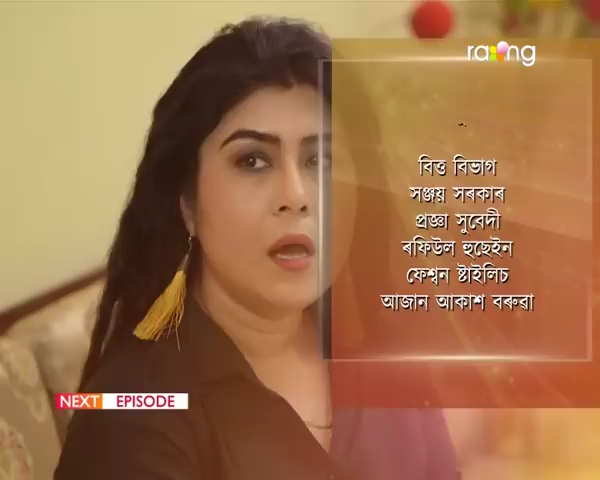 rang
বিত্ত বিভাগ
সঞ্জয় সৰকাৰ
প্ৰজ্ঞা সুবেদী
ৰফিউল হুছেইন
ফেশ্বন ষ্টাইলিচ
আজান আকাশ বৰুৱা
NEXT EPISODE